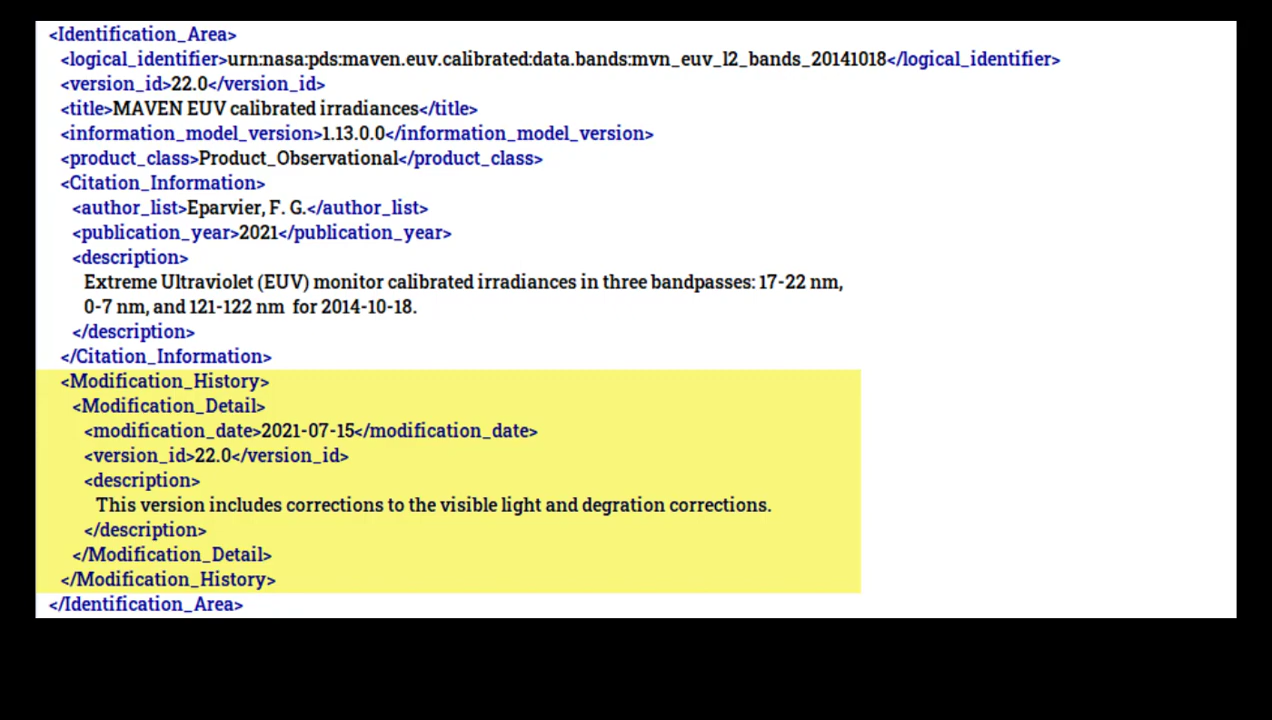 <Identification_Area>
<logical_identifier>urn:nasa:pds:maven.euv.calibrated:data.bands:mvn_euv_l2_bands_20141018</logical_identifier>
<version_id>22.0</version_id>
<title>MAVEN EUV calibrated irradiances</title>
<information_model_version>1.13.0.0</information_model_version>
<product_class>Product_Observational</product_class>
<Citation_Information>
<author_list>Eparvier, F. G.</author_list>
<publication_year>2021</publication_year>
<description>
Extreme Ultraviolet (EUV) monitor calibrated irradiances in three bandpasses: 17-22 nm,
0-7 nm, and 121-122 nm  for 2014-10-18.
</description>
</Citation_Information>
<Modification_History>
<Modification_Detail>
<modification_date>2021-07-15</modification_date>
<version_id>22.0</version_id>
<description>
This version includes corrections to the visible light and degration corrections.
</description>
</Modification_Detail>
</Modification_History>
</Identification_Area>